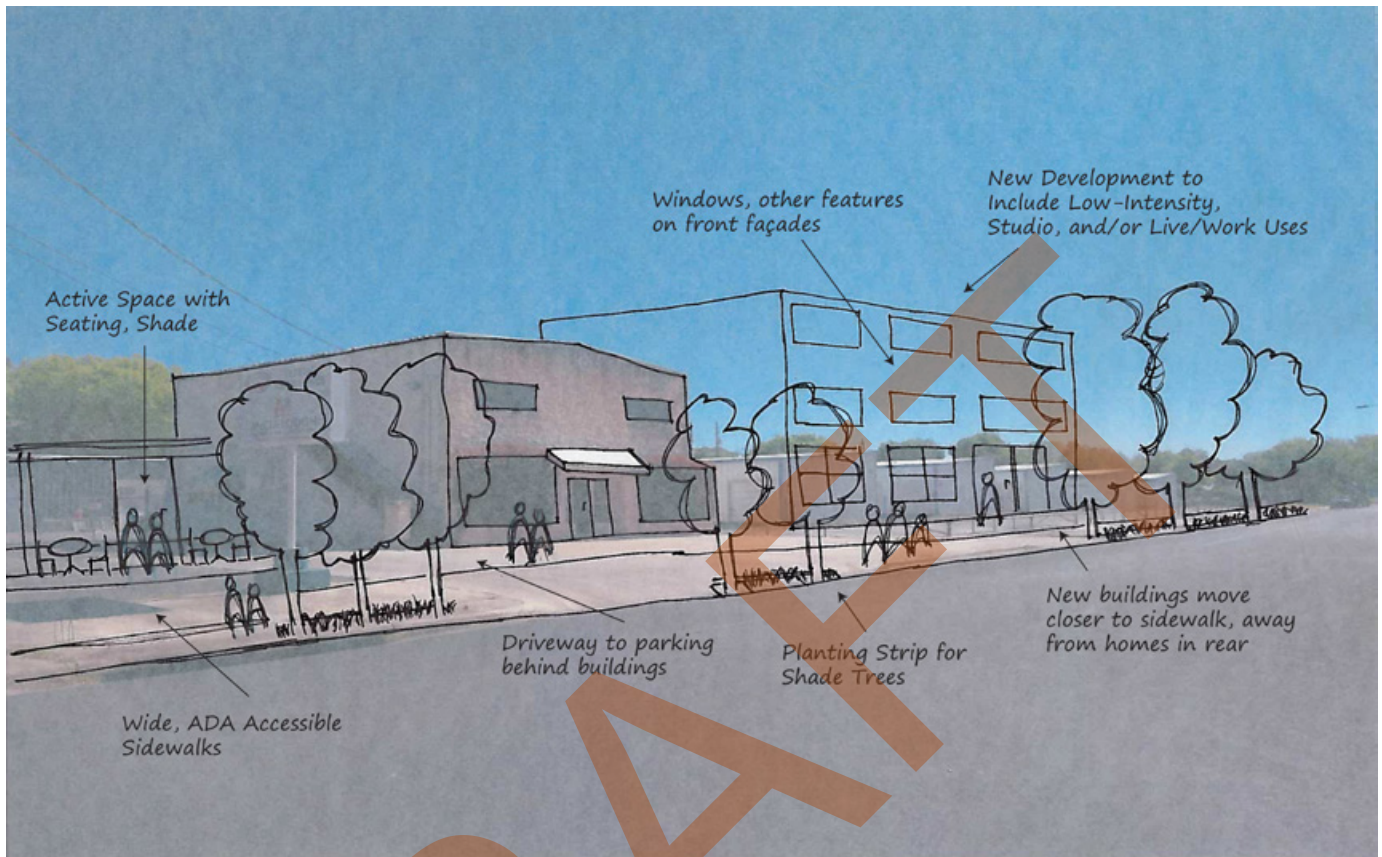 New Development to
Include Low-Intensity,
Studio, and/or Live/Work Uses
Windows, other features
on front façades
Active Space with
Seating, Shade
New buildings move
closer to sidewalk, away
from homes in rear
Driveway to parking
behind buildings
Planting Strip for
Shade Trees
Wide, ADA Accessible
Sidewalks
RAFT